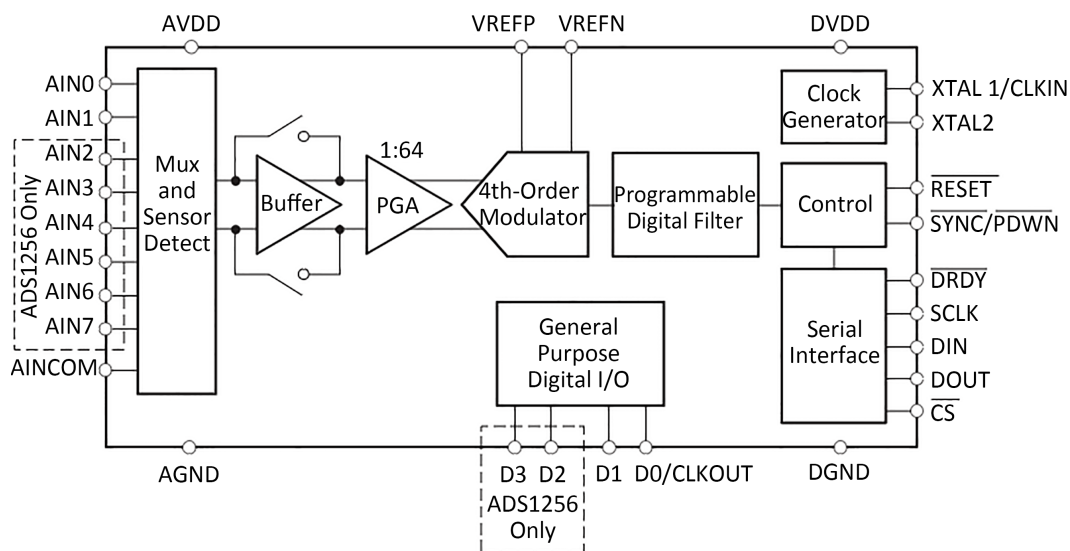 AVDD
VREFP
VREFN
DVDD
AIN0
AIN1
AIN2
AIN3
AIN4
AIN5
AIN6
AIN7
AINCOM
ADS1256 Only
Mux
and
Sensor
Detect
Buffer
1:64
PGA
4th-Order
Modulator
Programmable
Digital Filter
Clock
Generator
Control
Serial
Interface
XTAL 1/CLKIN
XTAL2
RESET
SYNC/PDWN
DRDY
SCLK
DIN
DOUT
CS
General
Purpose
Digital I/O
AGND
D3
D2
D1
D0/CLKOUT
DGND
ADS1256
Only